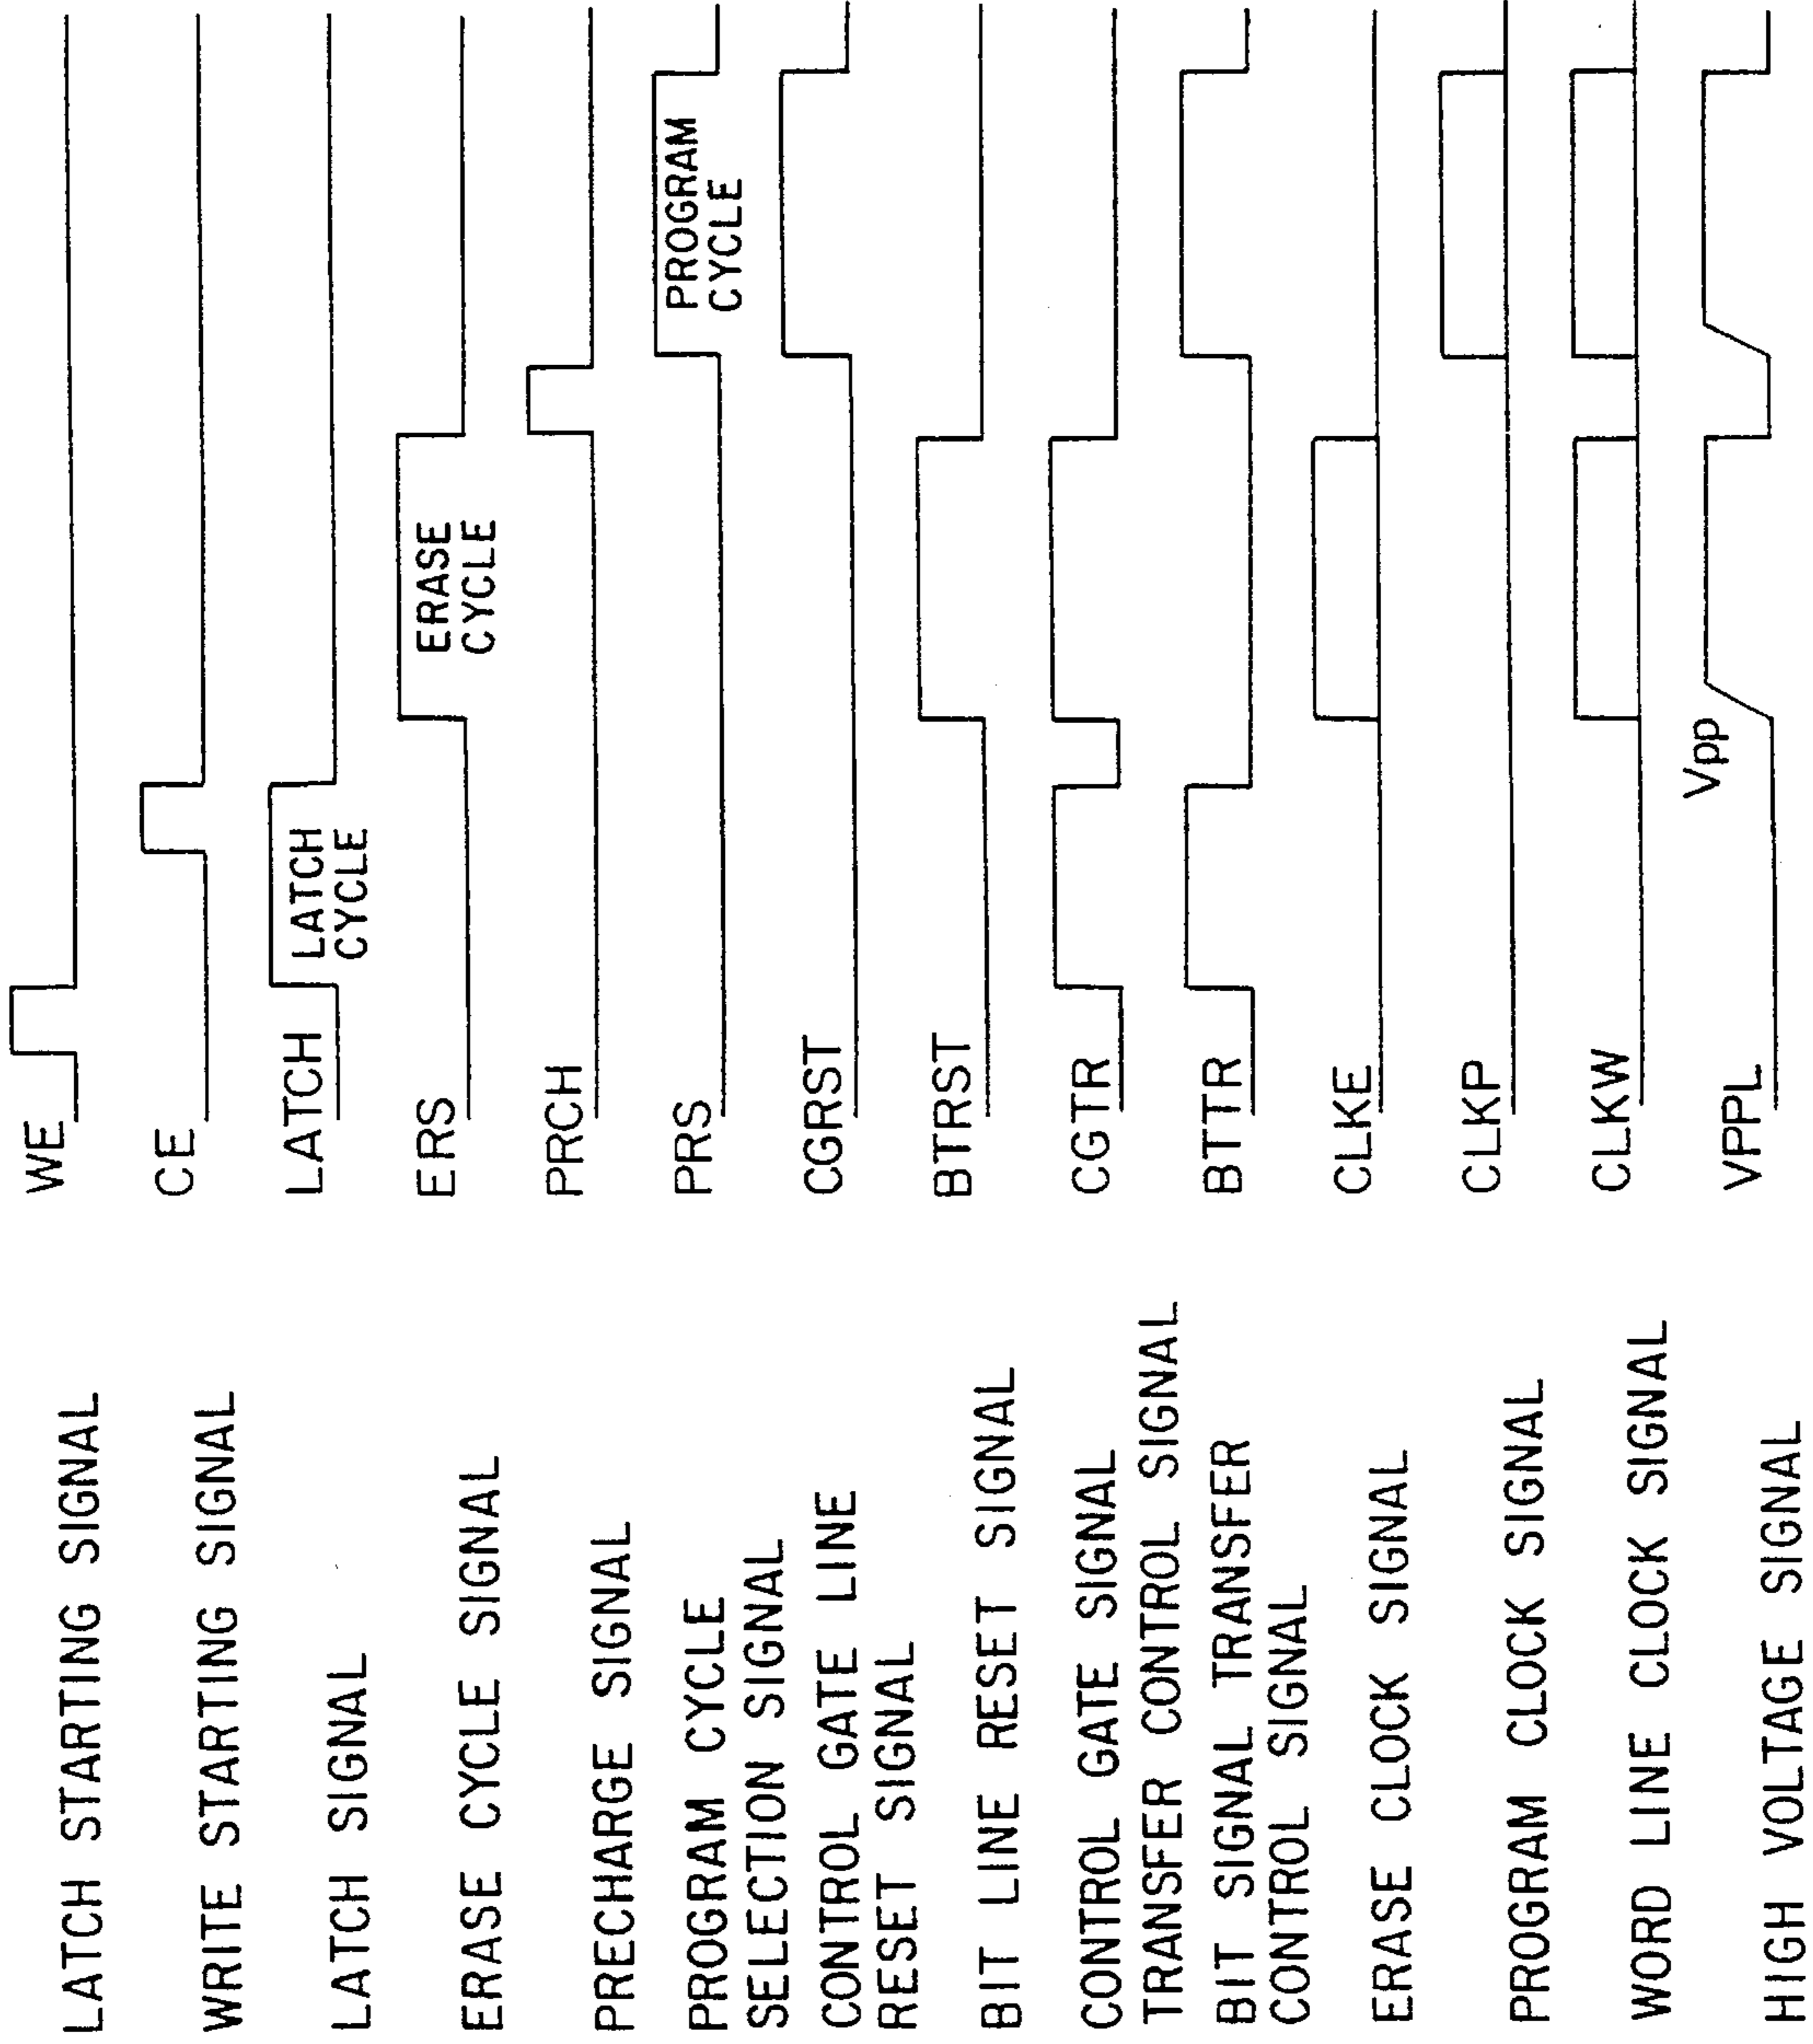 LATCH STARTING SIGNAL
WE
WRITE STARTING SIGNAL
CE
LATCH SIGNAL
LATCH
LATCH
CYCLE
ERASE CYCLE SIGNAL
ERS
ERASE
CYCLE
PRECHARGE SIGNAL
PRCH
PROGRAM CYCLE
SELECTION SIGNAL
PRS
PROGRAM
CYCLE
CONTROL GATE LINE
RESET SIGNAL
CGRST
BIT LINE RESET SIGNAL
BTRST
CONTROL GATE SIGNAL
TRANSFER CONTROL SIGNAL
CGTR
BIT SIGNAL TRANSFER
CONTROL SIGNAL
BTTR
ERASE CLOCK SIGNAL
CLKE
PROGRAM CLOCK SIGNAL
CLKP
WORD LINE CLOCK SIGNAL
CLKW
HIGH VOLTAGE SIGNAL
VPPL
Vpp